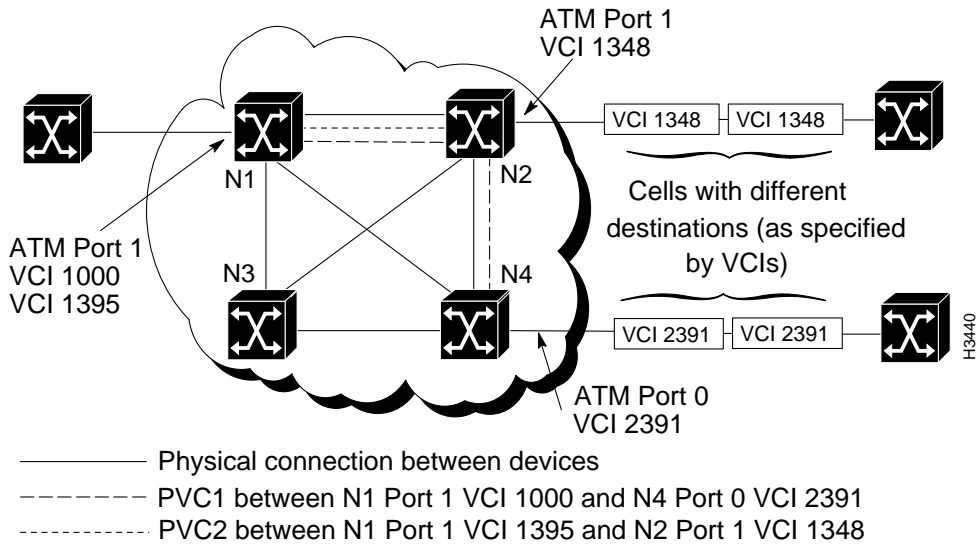 ATM Port 1
VCI 1348
VCI 1348
VCI 1348
N1
N2
Cells with different
destinations (as specified
by VCIs)
ATM Port 1
VCI 1000
VCI 1395
N3
N4
VCI 2391
VCI 2391
H3440
ATM Port 0
VCI 2391
Physical connection between devices
PVC1 between N1 Port 1 VCI 1000 and N4 Port 0 VCI 2391
PVC2 between N1 Port 1 VCI 1395 and N2 Port 1 VCI 1348